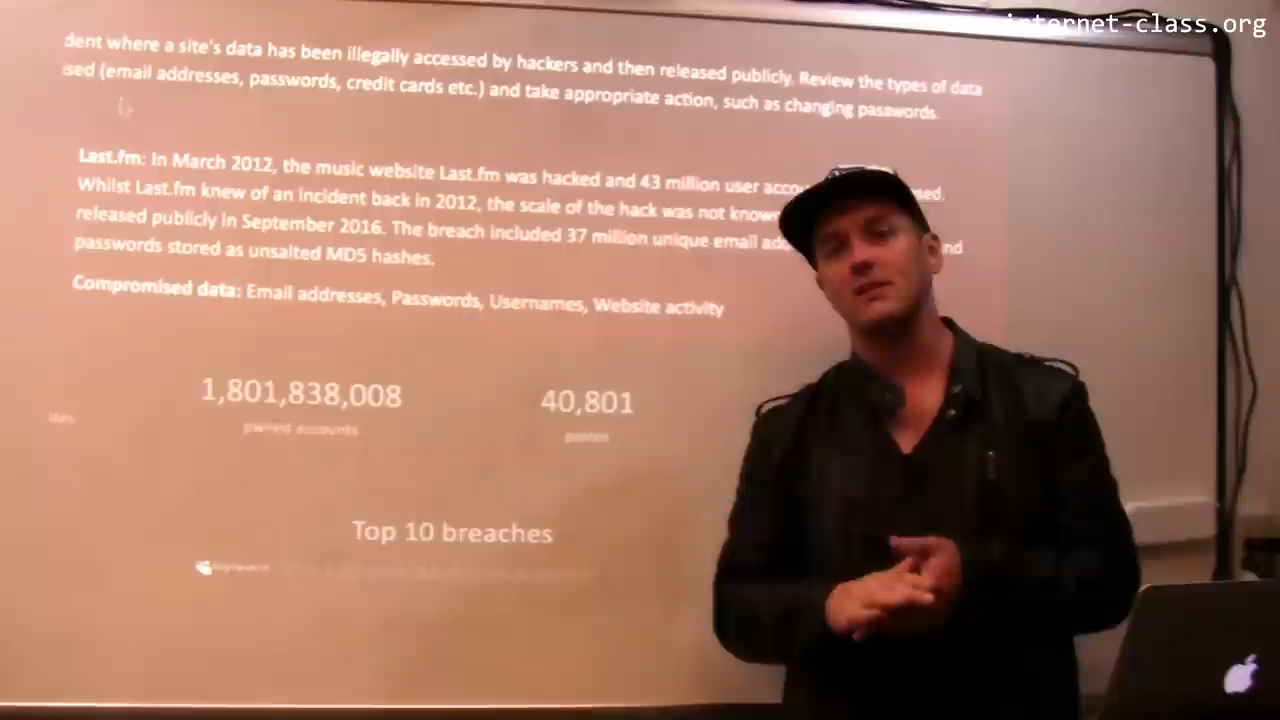 internet-class.org
dent where a site's data has been illegally accessed by hackers and then released publicly. Review the types of data
ised (email addresses, passwords, credit cards etc.) and take appropriate action, such as changing passwords.
Last.fm: In March 2012, the music website Last.fm was hacked and 43 million user accou sed.
Whilst Last.fm knew of an incident back in 2012, the scale of the hack was not known
released publicly in September 2016. The breach included 37 million unique email add nd
passwords stored as unsalted MD5 hashes.
Compromised data: Email addresses, Passwords, Usernames, Website activity
1,801,838,008 40,801
pwned accounts pastes
Top 10 breaches